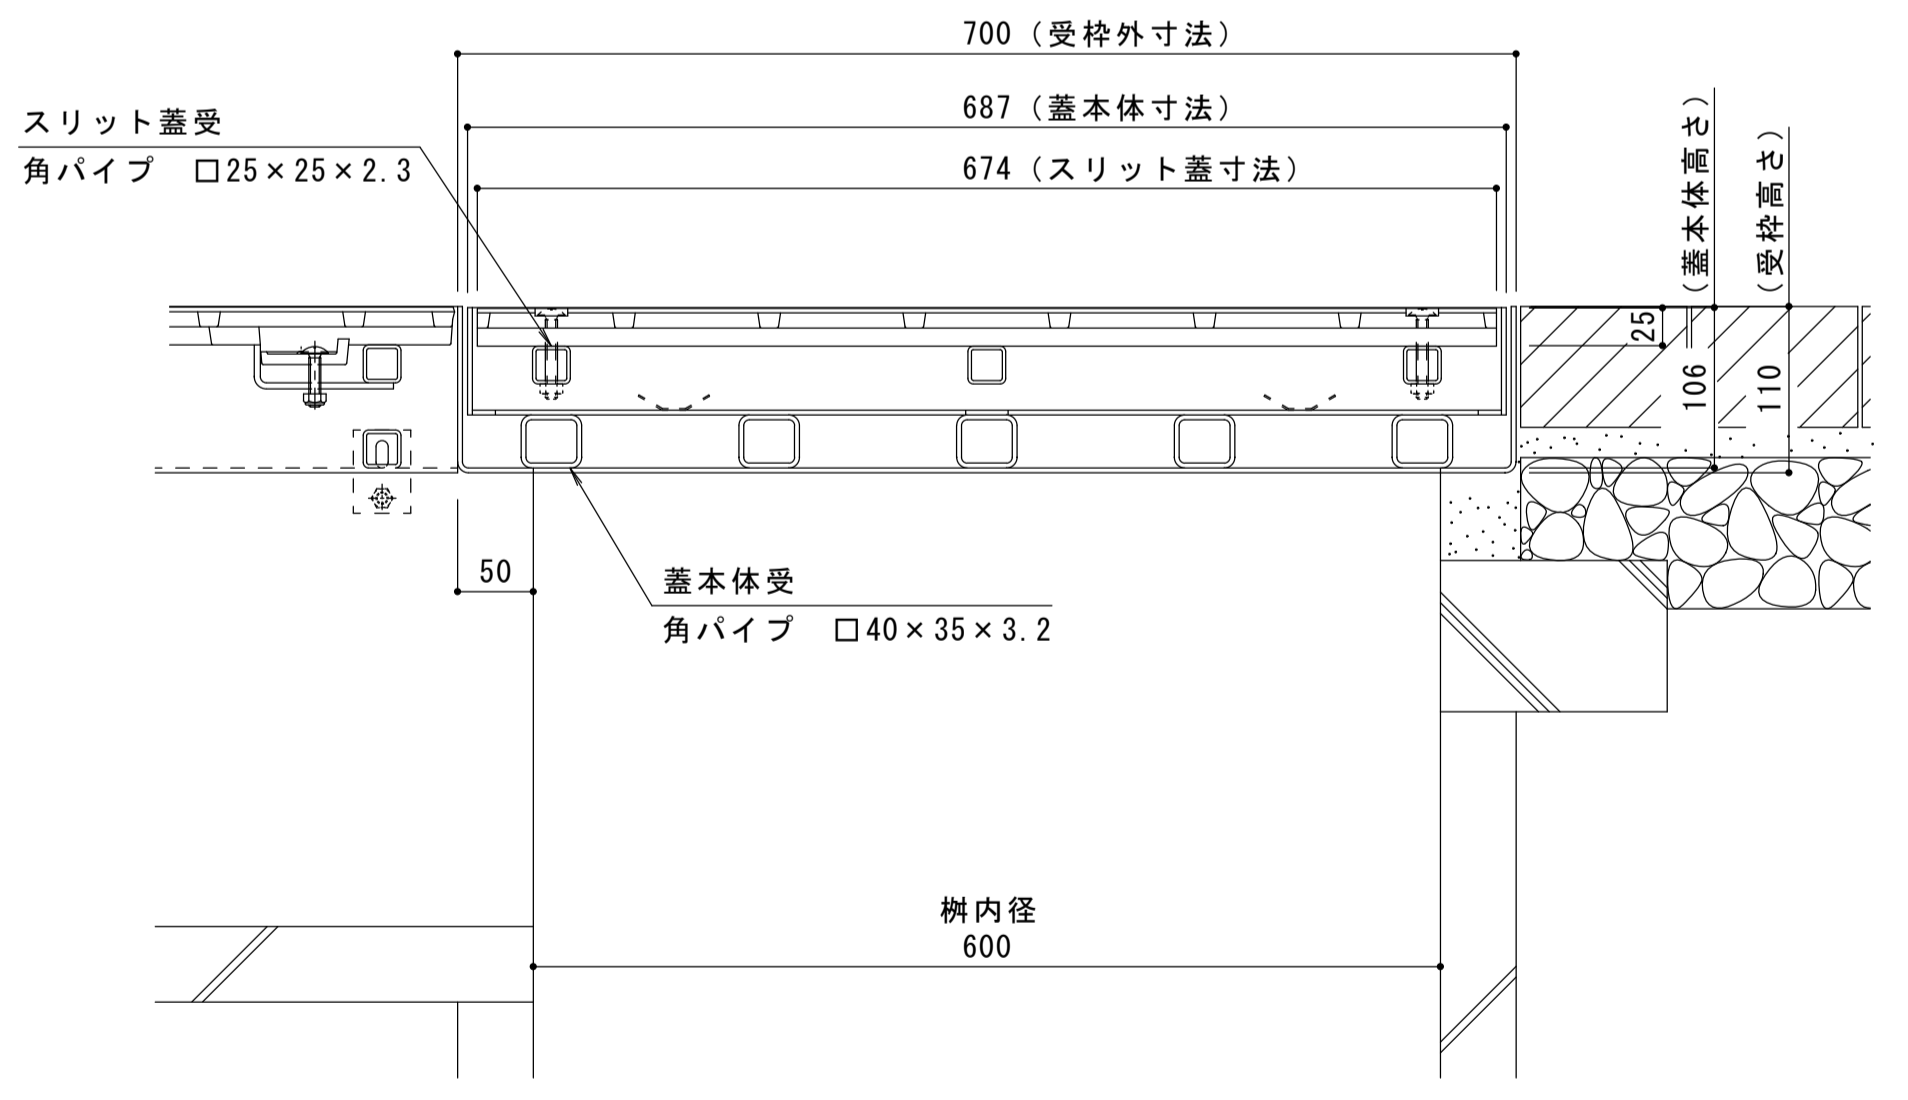 700（受枠外寸法）
687（蓋本体寸法）
674（スリット蓋寸法）
スリット蓋受
角パイプ　□25×25×2.3
（蓋本体高さ）
（受枠高さ）
25
106
110
50
蓋本体受
角パイプ　□40×35×3.2
桝内径
600